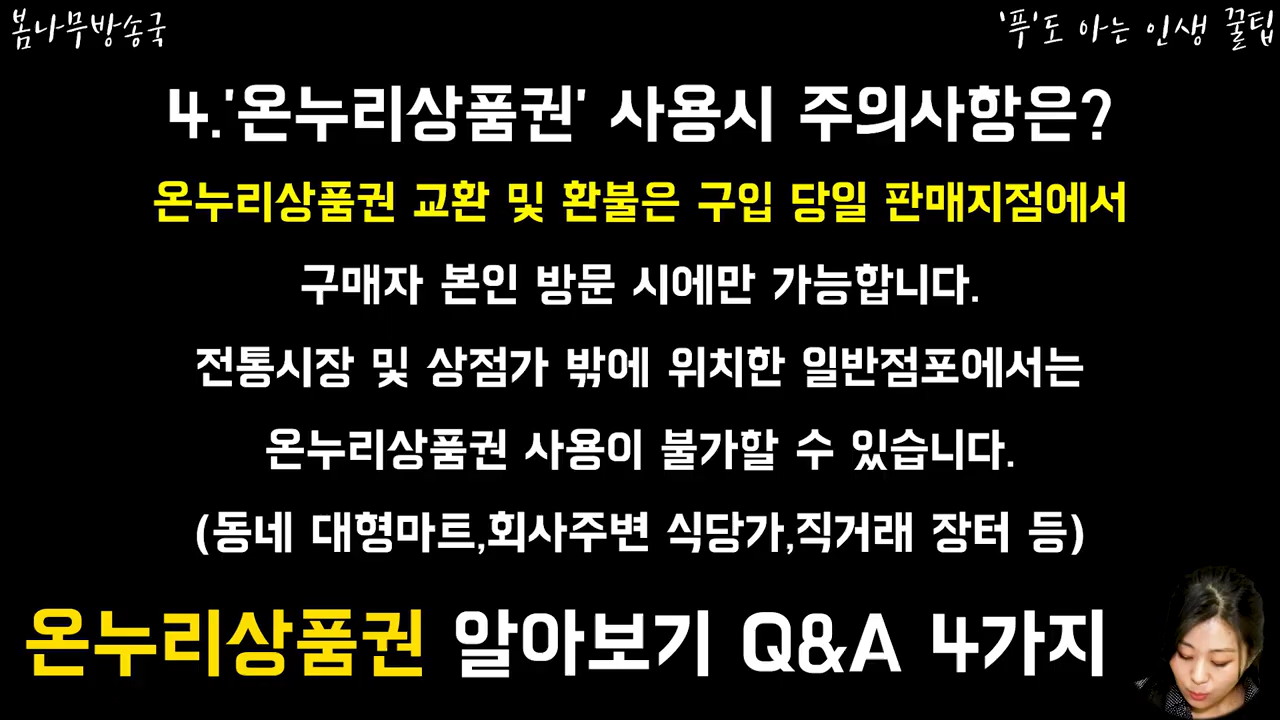 봄나무방송국
'푸'도 아는 인생 꿀팁
4.'온누리상품권' 사용시 주의사항은?
온누리상품권 교환 및 환불은 구입 당일 판매지점에서
구매자 본인 방문 시에만 가능합니다.
전통시장 및 상점가 밖에 위치한 일반점포에서는
온누리상품권 사용이 불가할 수 있습니다.
(동네 대형마트,회사주변 식당가,직거래 장터 등)
온누리상품권 알아보기 Q&A 4가지